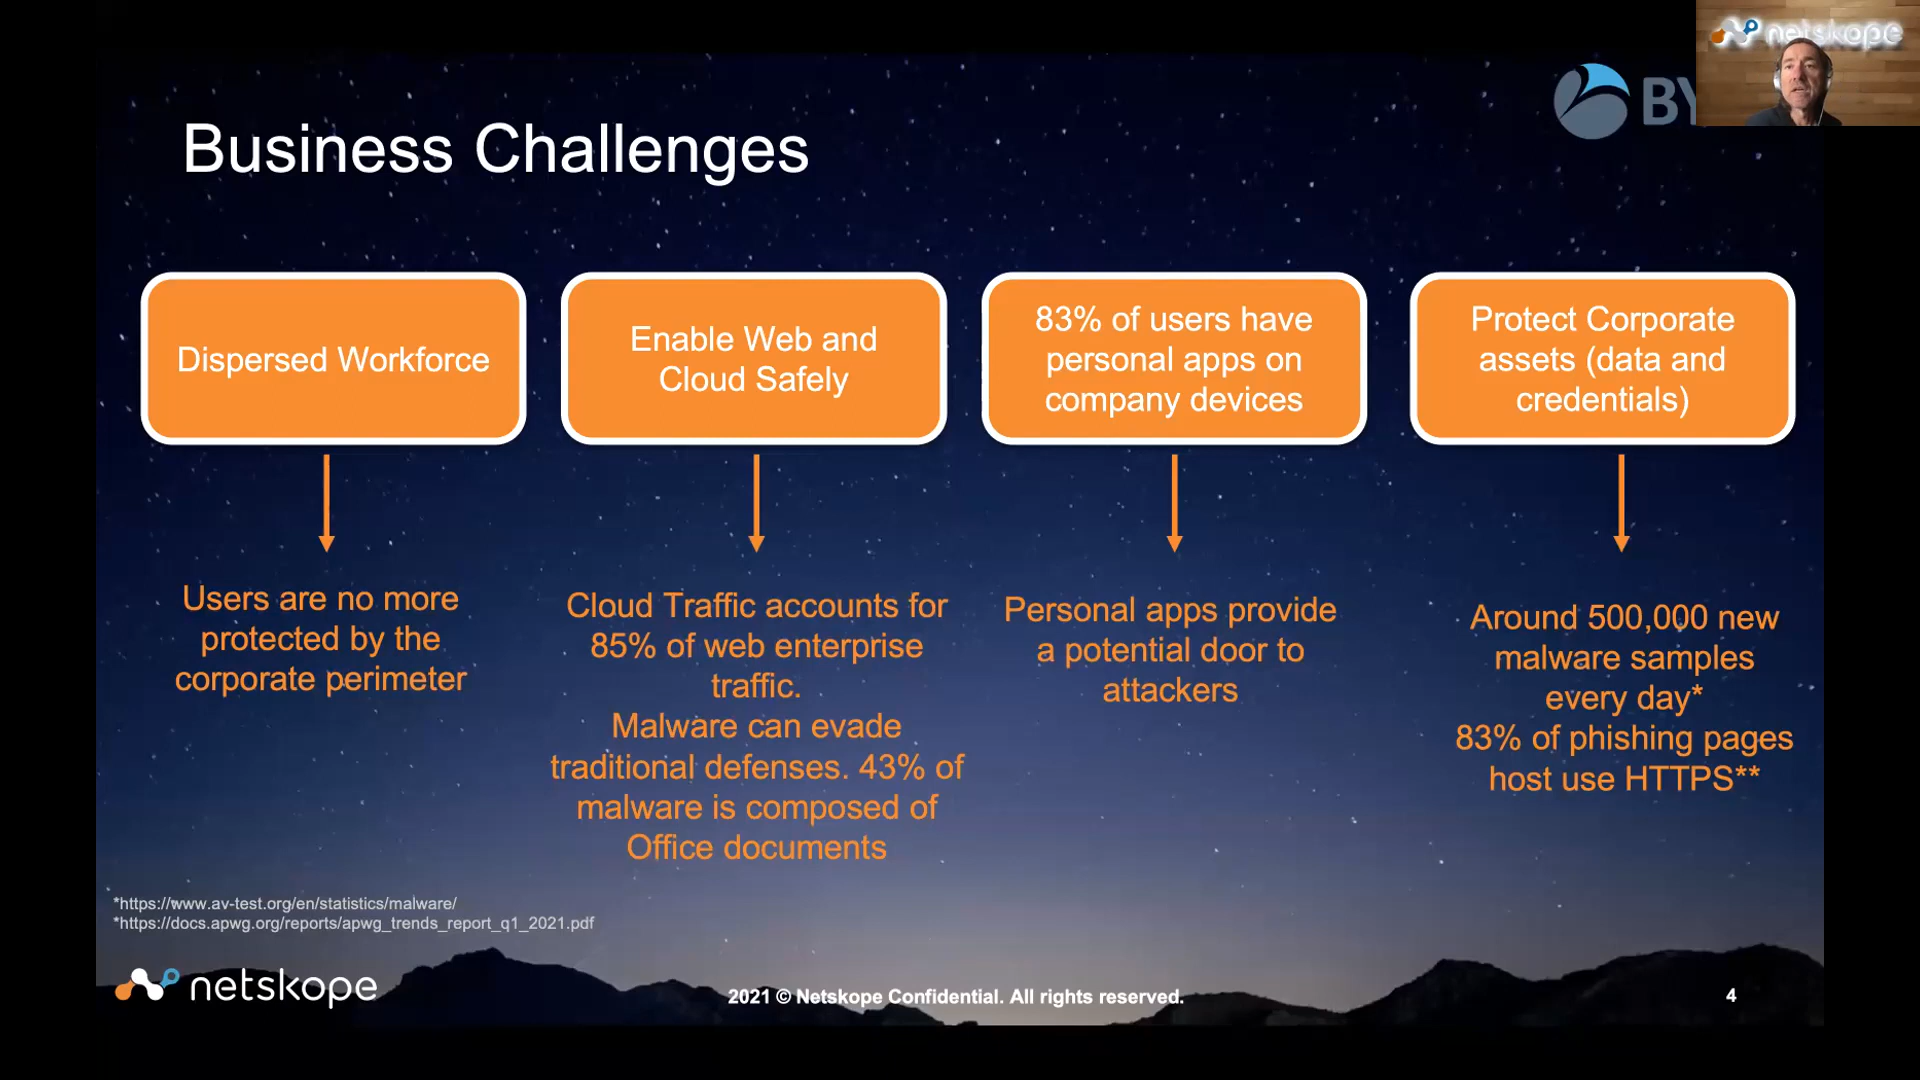 netskope
BY
Business Challenges
Dispersed Workforce
Enable Web and
Cloud Safely
83% of users have
personal apps on
company devices
Protect Corporate
assets (data and
credentials)
Users are no more
protected by the
corporate perimeter
Cloud Traffic accounts for
85% of web enterprise
traffic.
Malware can evade
traditional defenses. 43% of
malware is composed of
Office documents
Personal apps provide
a potential door to
attackers
Around 500,000 new
malware samples
every day*
83% of phishing pages
host use HTTPS**
*https://www.av-test.org/en/statistics/malware/
*https://docs.apwg.org/reports/apwg_trends_report_q1_2021.pdf
netskope
2021 © Netskope Confidential. All rights reserved.
4